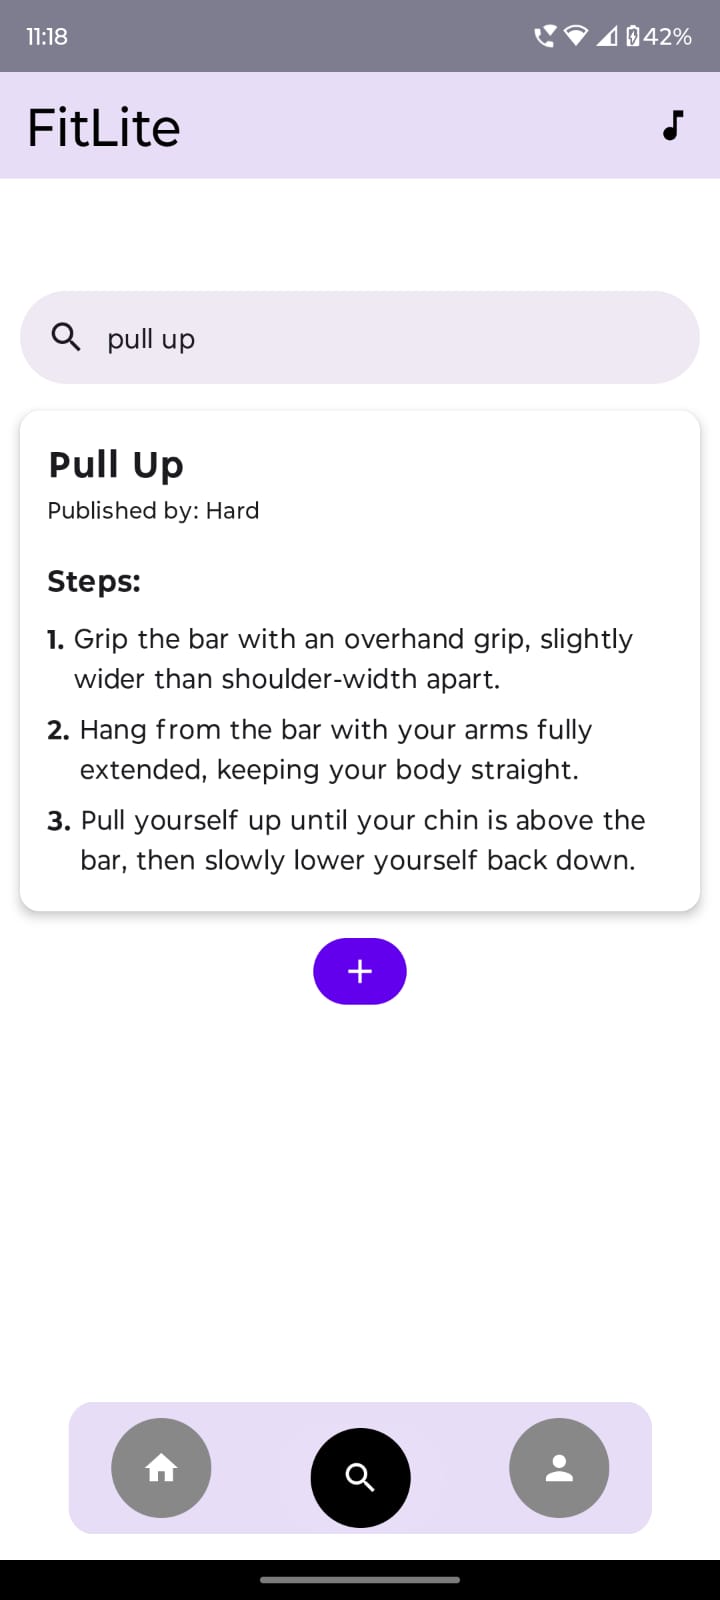 11:18
42%
FitLite
pull up
Pull Up
Published by: Hard
Steps:
1. Grip the bar with an overhand grip, slightly
wider than shoulder-width apart.
2. Hang from the bar with your arms fully
extended, keeping your body straight.
3. Pull yourself up until your chin is above the
bar, then slowly lower yourself back down.